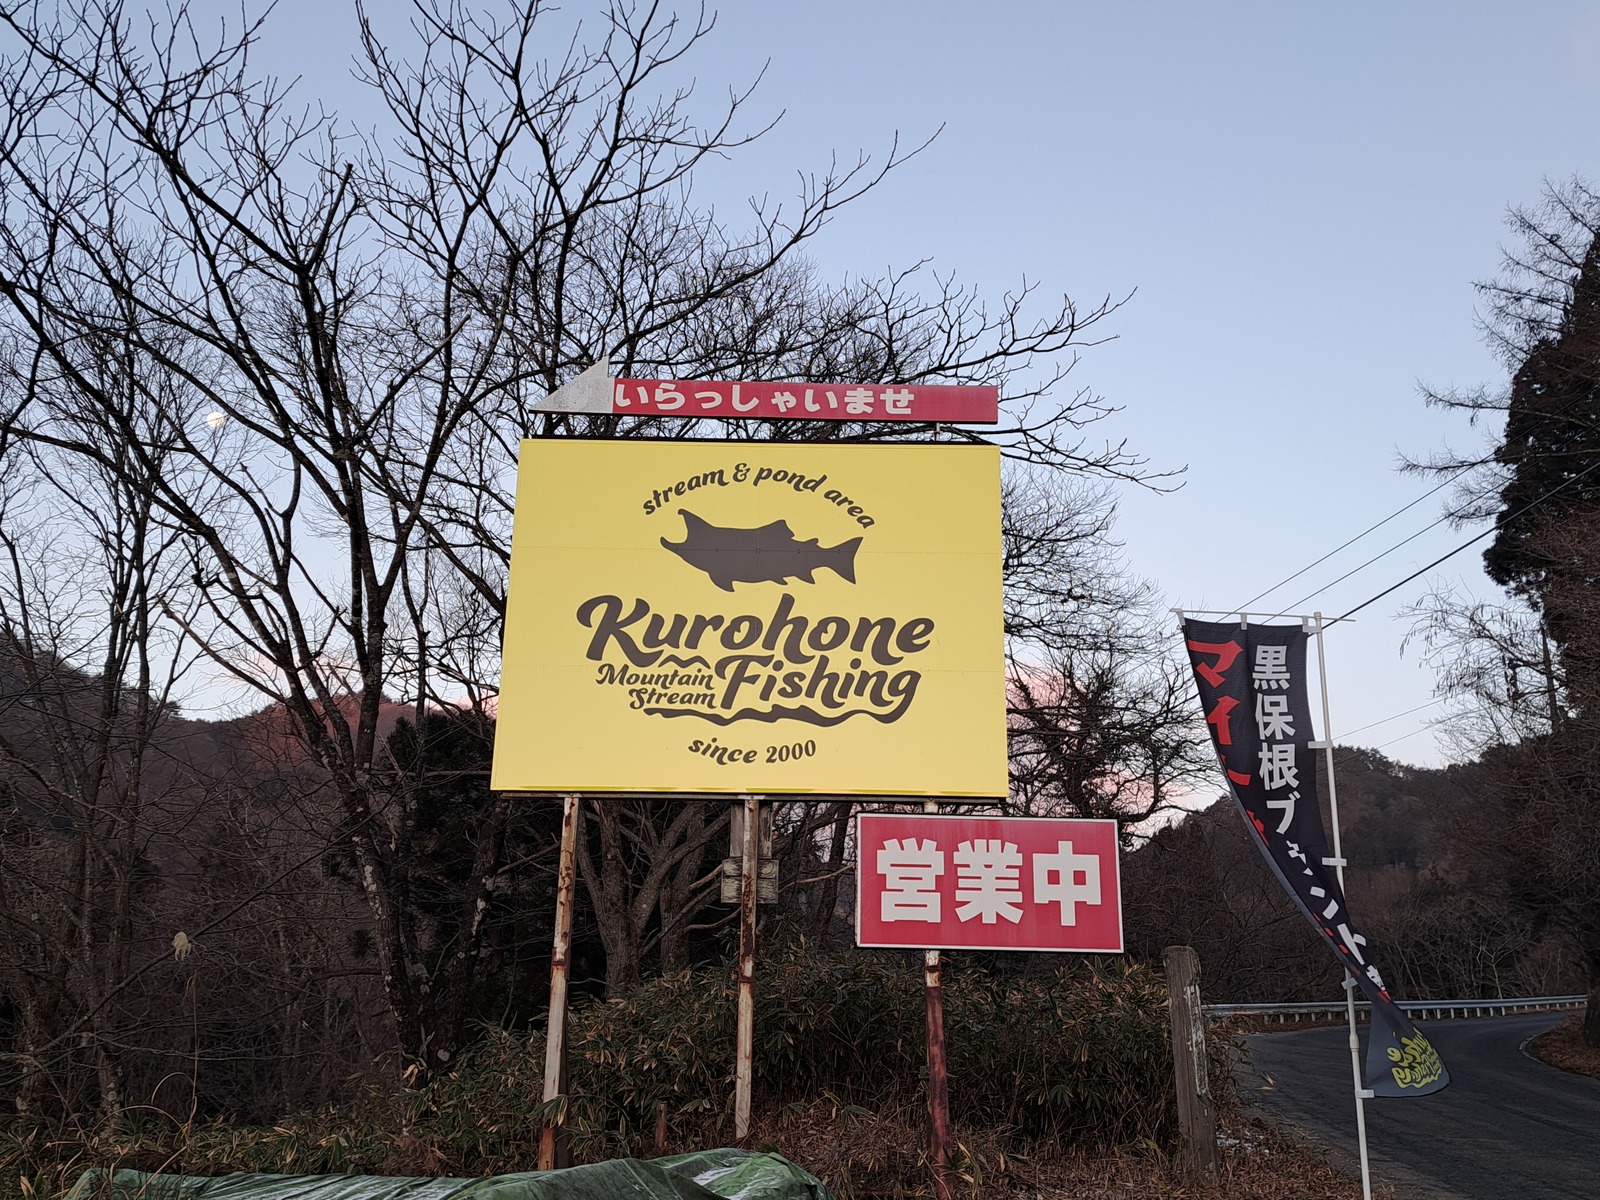 いらっしゃいませ
stream & pond area
Kurohone
Mountain Stream Fishing
since 2000
営業中
黒保根